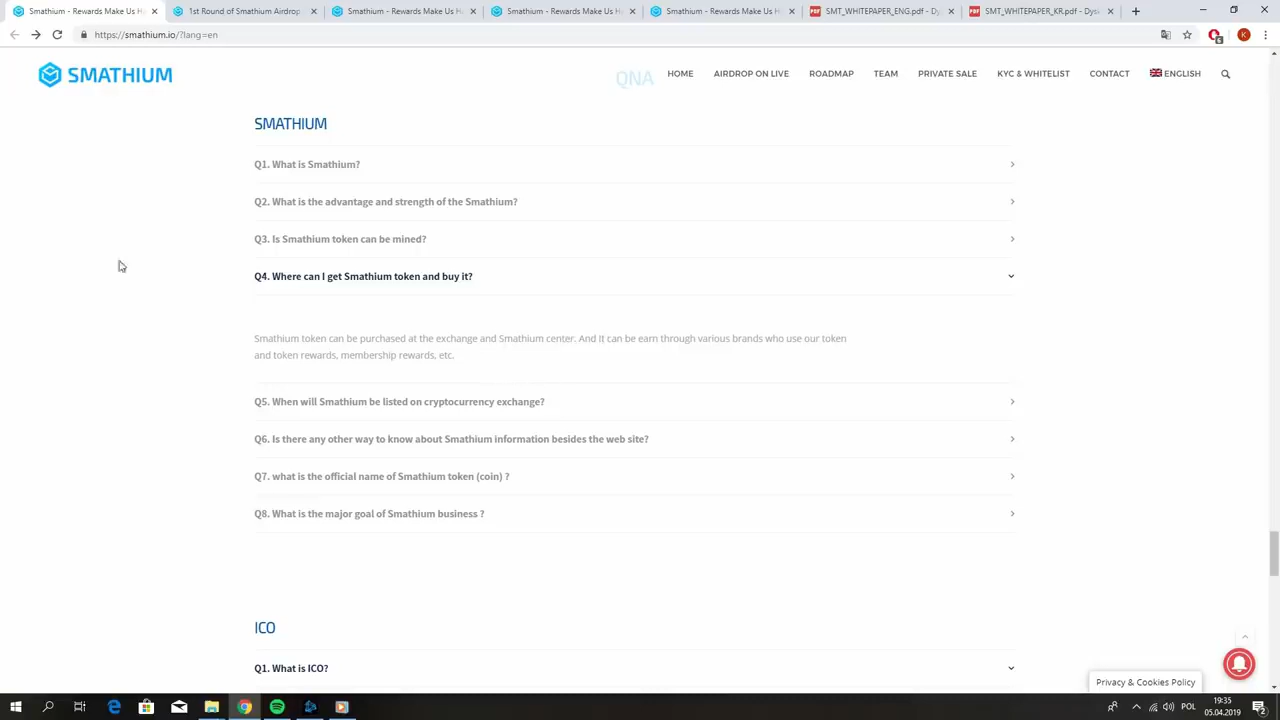 Smathium - Rewards Make Us Ha
1st Round of Smathium Airdrop
Smathium - Rewards Make Us H
Smathium - Rewards Make Us H
Smathium - Rewards Make Us H
SMT_WHITEPAPER_ENG.pdf - Dy
SMT_WHITEPAPER_KR.pdf - Dysk
https://smathium.io/?lang=en
K
SMATHIUM
QNA
HOME
AIRDROP ON LIVE
ROADMAP
TEAM
PRIVATE SALE
KYC & WHITELIST
CONTACT
ENGLISH
SMATHIUM
Q1. What is Smathium?
Q2. What is the advantage and strength of the Smathium?
Q3. Is Smathium token can be mined?
Q4. Where can I get Smathium token and buy it?
Smathium token can be purchased at the exchange and Smathium center. And it can be earn through various brands who use our token
and token rewards, membership rewards, etc.
Q5. When will Smathium be listed on cryptocurrency exchange?
Q6. Is there any other way to know about Smathium information besides the web site?
Q7. what is the official name of Smathium token (coin) ?
Q8. What is the major goal of Smathium business ?
ICO
Q1. What is ICO?
Privacy & Cookies Policy
POL
19:35
05.04.2019